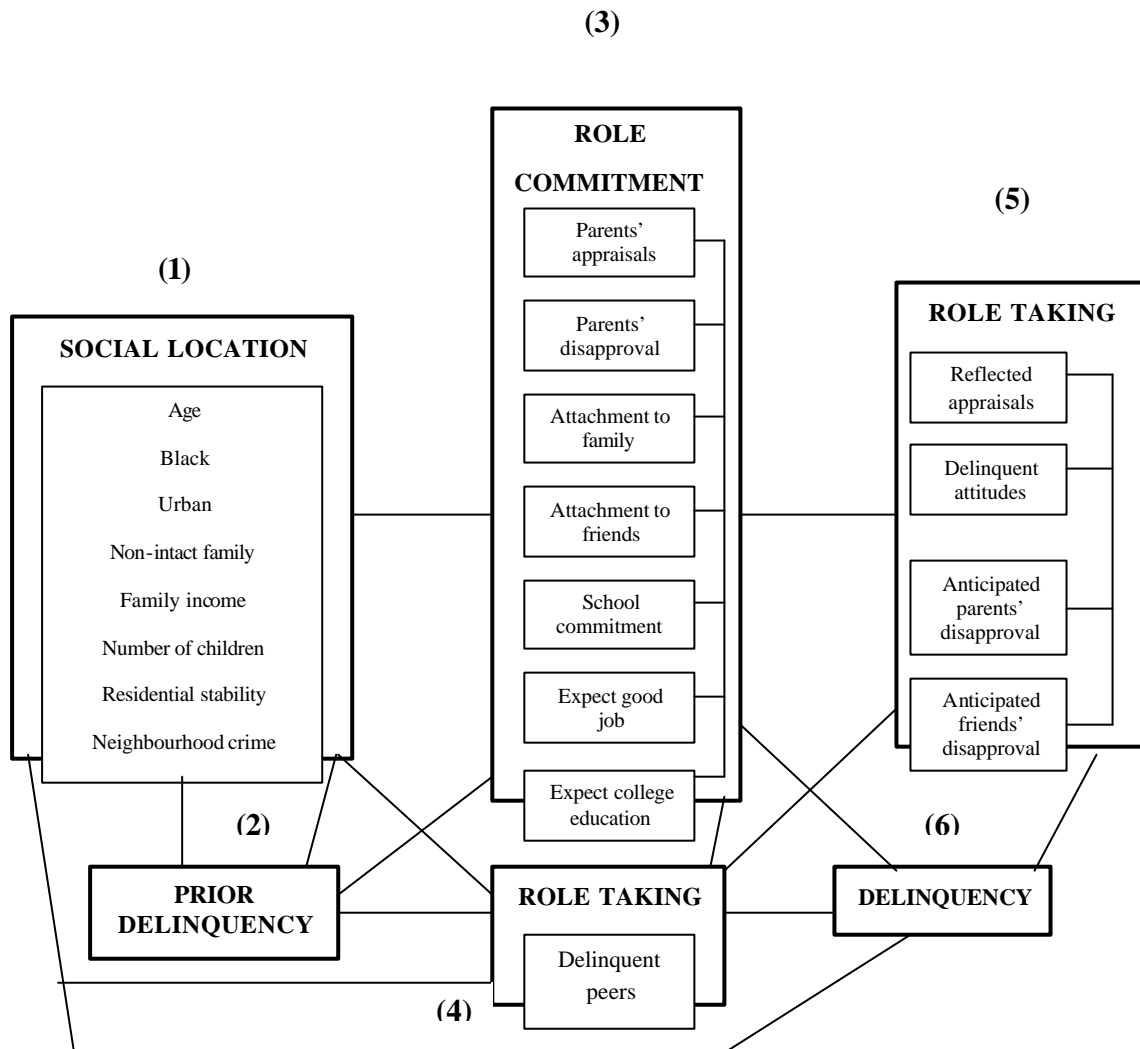 (3)
ROLE
COMMITMENT
Parents’
appraisals
Parents’
disapproval
Attachment to
family
Attachment to
friends
School
commitment
Expect good
job
Expect college
education
(5)
ROLE TAKING
Reflected
appraisals
Delinquent
attitudes
Anticipated
parents’
disapproval
Anticipated
friends’
disapproval
(1)
SOCIAL LOCATION
Age
Black
Urban
Non-intact family
Family income
Number of children
Residential stability
Neighbourhood crime
(2)
PRIOR
DELINQUENCY
ROLE TAKING
Delinquent
peers
(4)
(6)
DELINQUENCY